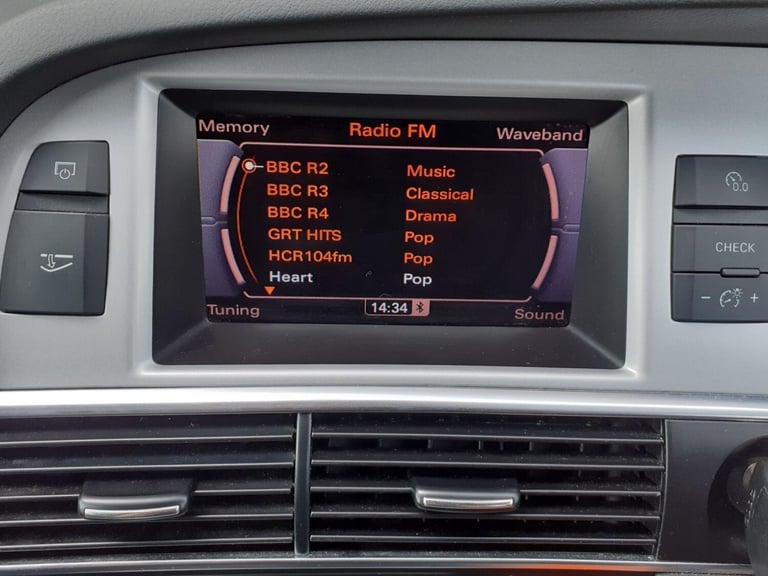 Memory Radio FM Waveband
BBC R2 Music
BBC R3 Classical
BBC R4 Drama
GRT HITS Pop
HCR104fm Pop
Heart Pop
Tuning 14:34 Sound
0.0
CHECK
- +